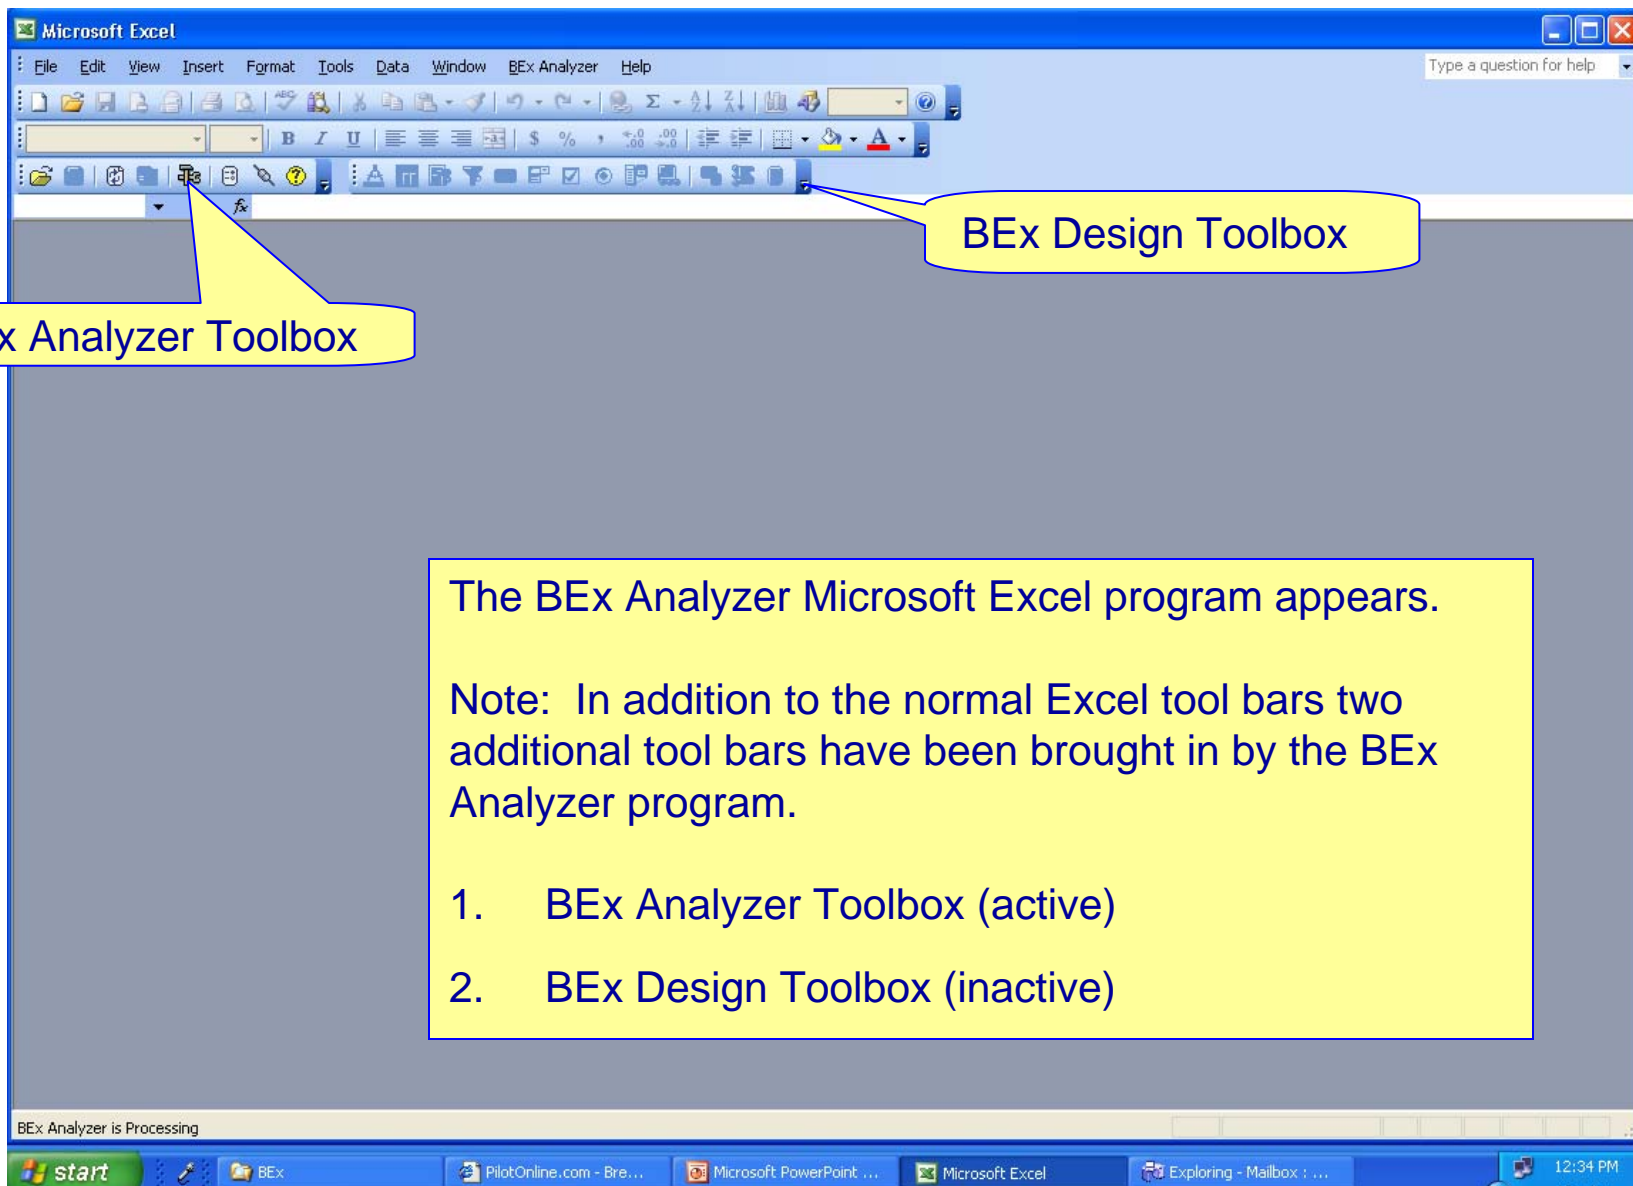 Microsoft Excel
File Edit View Insert Format Tools Data Window BEx Analyzer Help
Type a question for help
BEx Design Toolbox
x Analyzer Toolbox
The BEx Analyzer Microsoft Excel program appears.
Note: In addition to the normal Excel tool bars two
additional tool bars have been brought in by the BEx
Analyzer program.
1. BEx Analyzer Toolbox (active)
2. BEx Design Toolbox (inactive)
BEx Analyzer is Processing
start
BEx
PilotOnline.com - Bre...
Microsoft PowerPoint ...
Microsoft Excel
Exploring - Mailbox : ...
12:34 PM